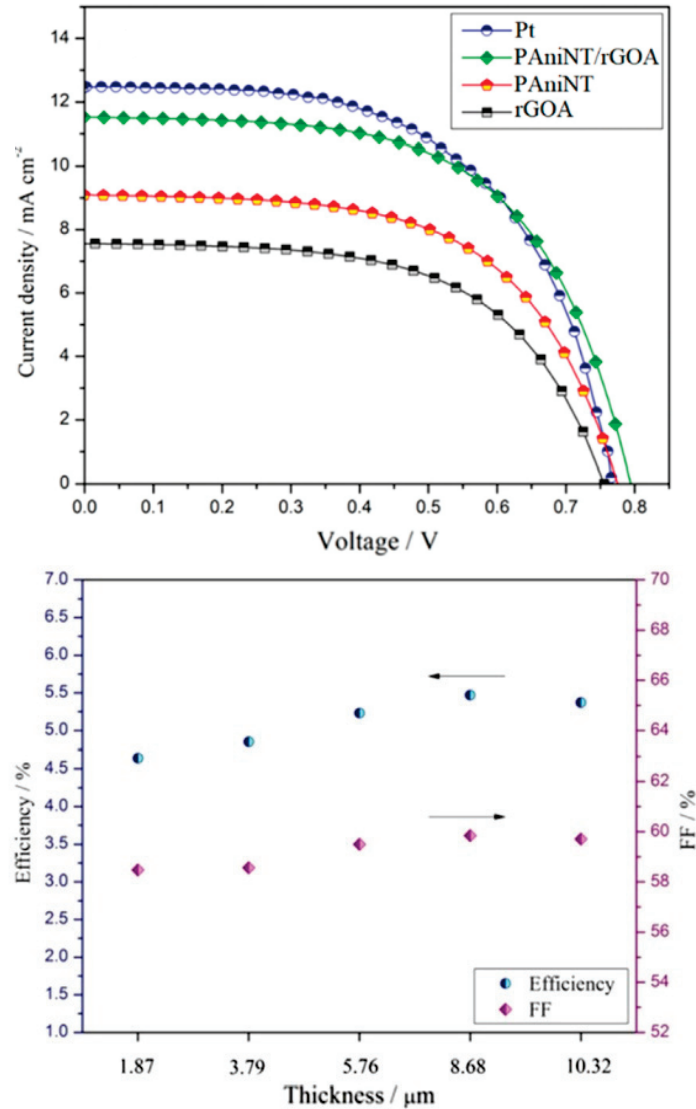 14
12
10
8
6
4
2
0
Current density / mA cm⁻²
Pt
PAniNT/rGOA
PAniNT
rGOA
0.0 0.1 0.2 0.3 0.4 0.5 0.6 0.7 0.8
Voltage / V
7.0
6.5
6.0
5.5
5.0
4.5
4.0
3.5
3.0
2.5
2.0
1.5
1.0
Efficiency / %
70
68
66
64
62
60
58
56
54
52
FF / %
Efficiency
FF
1.87 3.79 5.76 8.68 10.32
Thickness / μm